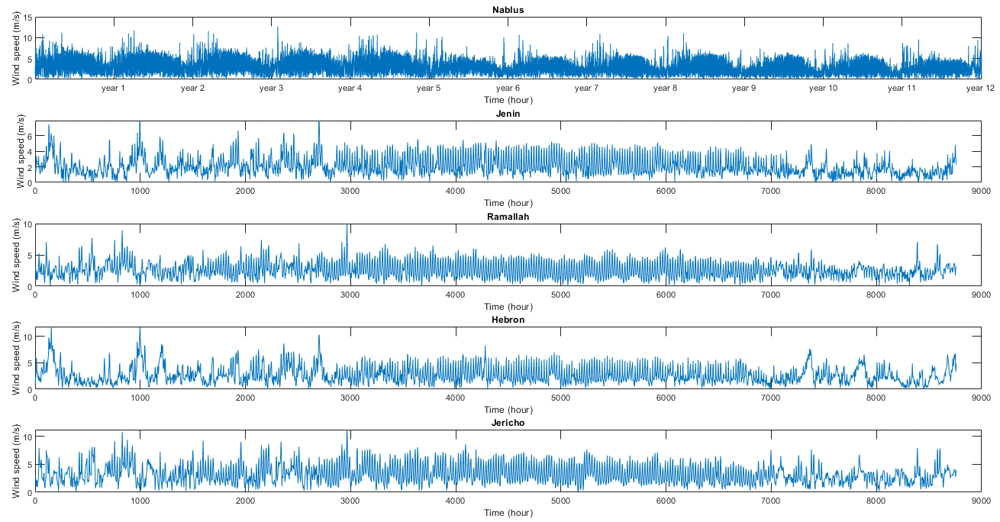 Nablus
Wind speed (m/s)
15
10
5
0
year 1 year 2 year 3 year 4 year 5 year 6 year 7 year 8 year 9 year 10 year 11 year 12
Time (hour)
Jenin
Wind speed (m/s)
6
4
2
0
0 1000 2000 3000 4000 5000 6000 7000 8000 9000
Time (hour)
Ramallah
Wind speed (m/s)
10
5
0
0 1000 2000 3000 4000 5000 6000 7000 8000 9000
Time (hour)
Hebron
Wind speed (m/s)
10
5
0
0 1000 2000 3000 4000 5000 6000 7000 8000 9000
Time (hour)
Jericho
Wind speed (m/s)
10
5
0
0 1000 2000 3000 4000 5000 6000 7000 8000 9000
Time (hour)